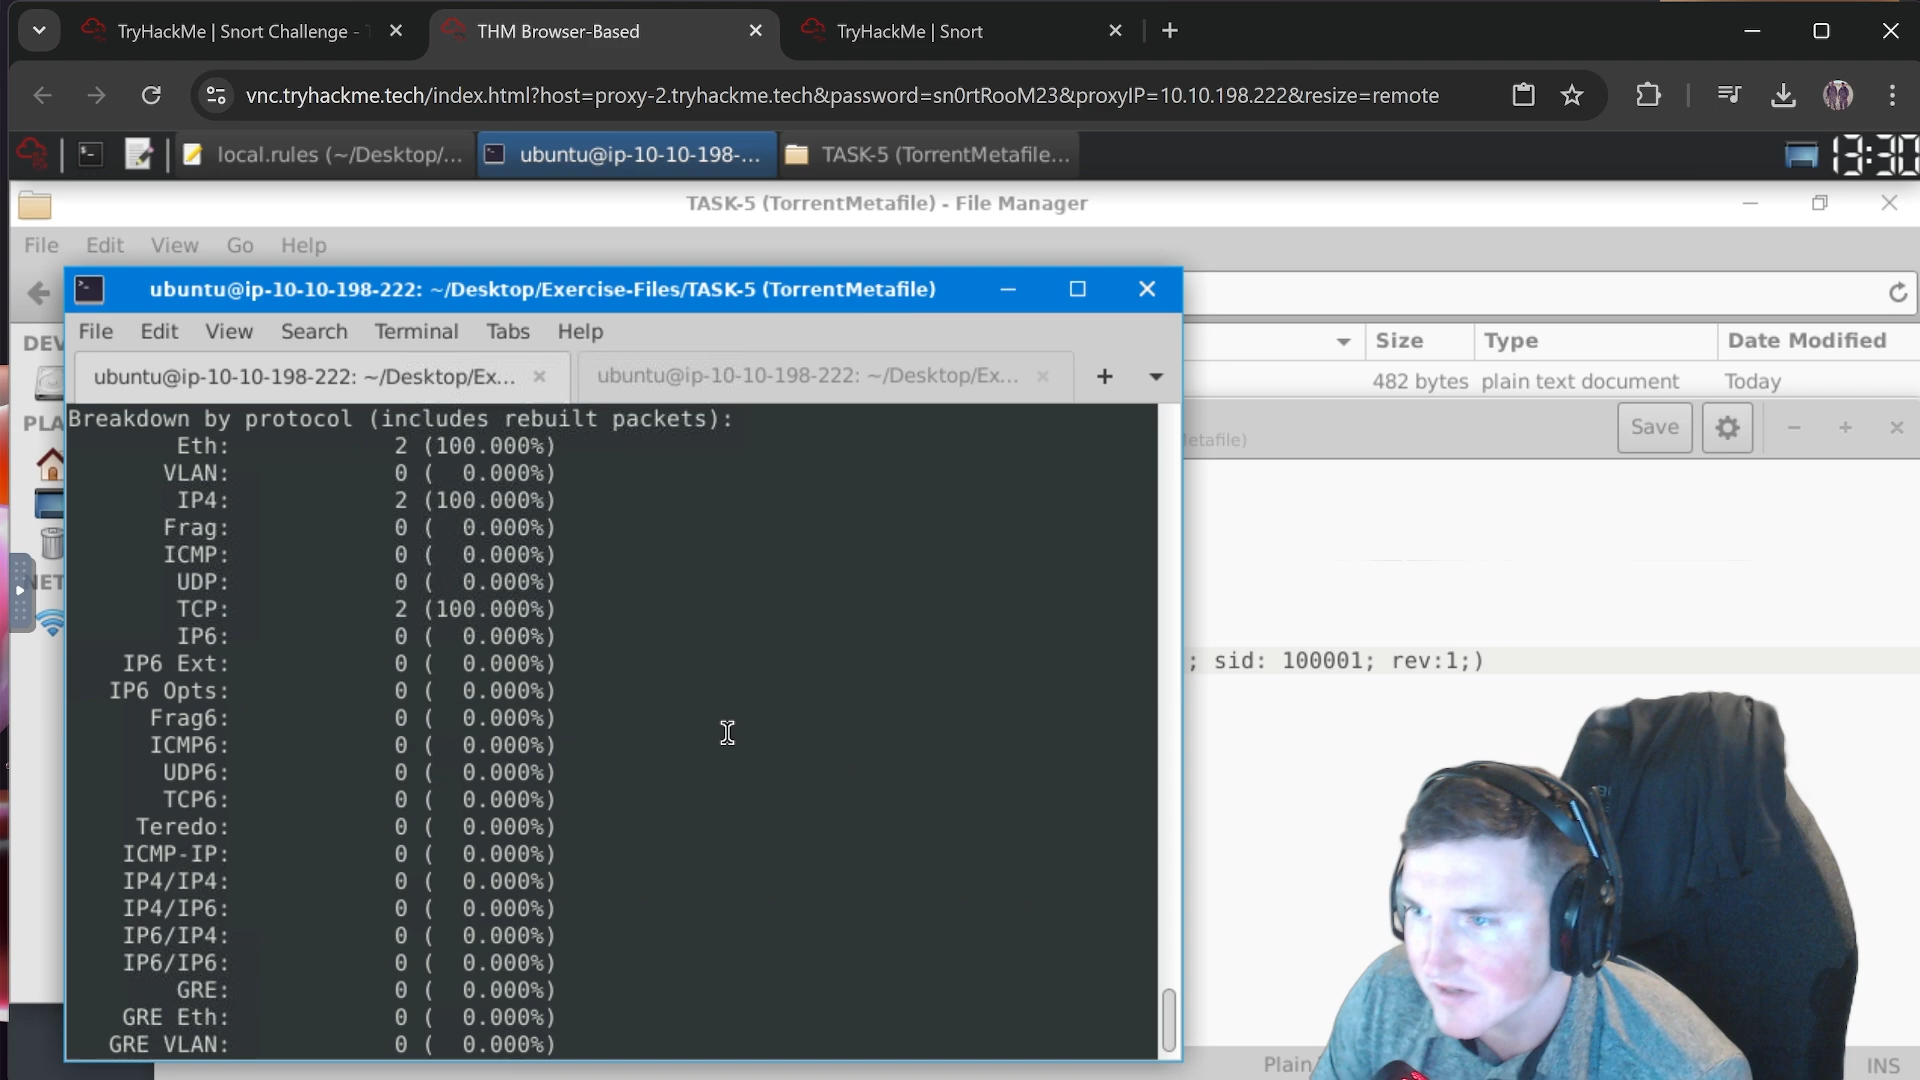 TryHackMe | Snort Challenge -
THM Browser-Based
TryHackMe | Snort
vnc.tryhackme.tech/index.html?host=proxy-2.tryhackme.tech&password=sn0rtRooM23&proxyIP=10.10.198.222&resize=remote
local.rules (~/Desktop/...
ubuntu@ip-10-10-198-...
TASK-5 (TorrentMetafile...
13:30
TASK-5 (TorrentMetafile) - File Manager
File Edit View Go Help
ubuntu@ip-10-10-198-222: ~/Desktop/Exercise-Files/TASK-5 (TorrentMetafile)
File Edit View Search Terminal Tabs Help
DEV
Size Type Date Modified
ubuntu@ip-10-10-198-222: ~/Desktop/Ex...
ubuntu@ip-10-10-198-222: ~/Desktop/Ex...
482 bytes plain text document Today
PLA
Save
etafile)
NET
Breakdown by protocol (includes rebuilt packets):
Eth: 2 (100.000%)
VLAN: 0 ( 0.000%)
IP4: 2 (100.000%)
Frag: 0 ( 0.000%)
ICMP: 0 ( 0.000%)
UDP: 0 ( 0.000%)
TCP: 2 (100.000%)
IP6: 0 ( 0.000%)
IP6 Ext: 0 ( 0.000%)
IP6 Opts: 0 ( 0.000%)
Frag6: 0 ( 0.000%)
ICMP6: 0 ( 0.000%)
UDP6: 0 ( 0.000%)
TCP6: 0 ( 0.000%)
Teredo: 0 ( 0.000%)
ICMP-IP: 0 ( 0.000%)
IP4/IP4: 0 ( 0.000%)
IP4/IP6: 0 ( 0.000%)
IP6/IP4: 0 ( 0.000%)
IP6/IP6: 0 ( 0.000%)
GRE: 0 ( 0.000%)
GRE Eth: 0 ( 0.000%)
GRE VLAN: 0 ( 0.000%)
; sid: 100001; rev:1;)
Plain
INS